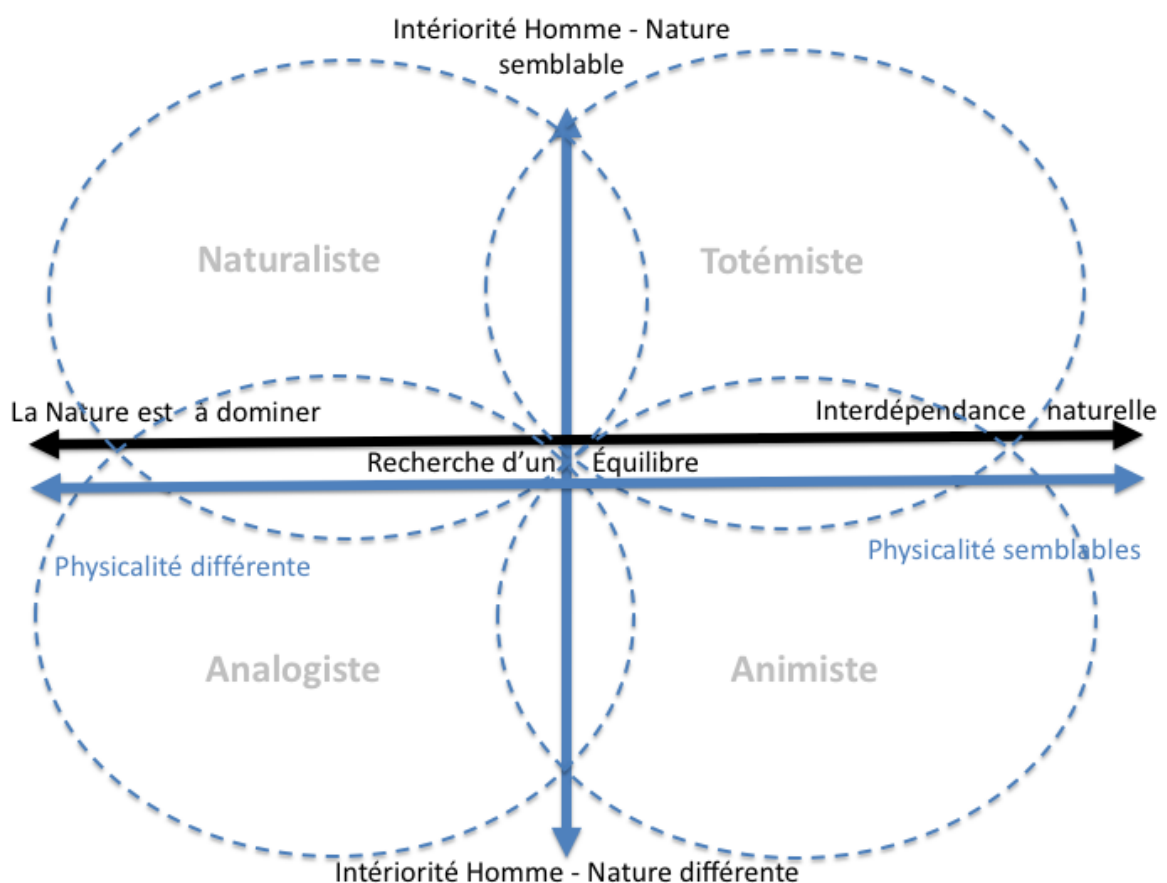 Intériorité Homme - Nature
semblable
Naturaliste
Totémiste
La Nature est à dominer
Interdépendance naturelle
Recherche d'un Équilibre
Physicalité différente
Physicalité semblables
Analogiste
Animiste
Intériorité Homme - Nature différente